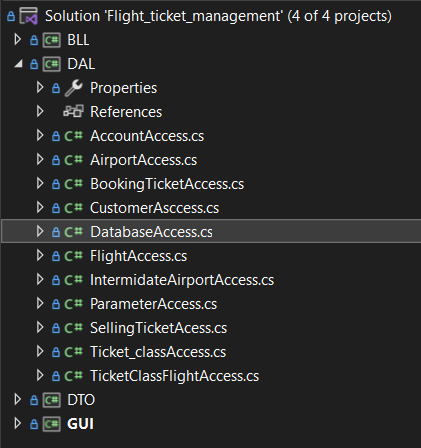 Solution 'Flight_ticket_management' (4 of 4 projects)
C# BLL
C# DAL
Properties
References
C# AccountAccess.cs
C# AirportAccess.cs
C# BookingTicketAccess.cs
C# CustomerAsccess.cs
C# DatabaseAccess.cs
C# FlightAccess.cs
C# IntermidateAirportAccess.cs
C# ParameterAccess.cs
C# SellingTicketAcess.cs
C# Ticket_classAccess.cs
C# TicketClassFlightAccess.cs
C# DTO
C# GUI